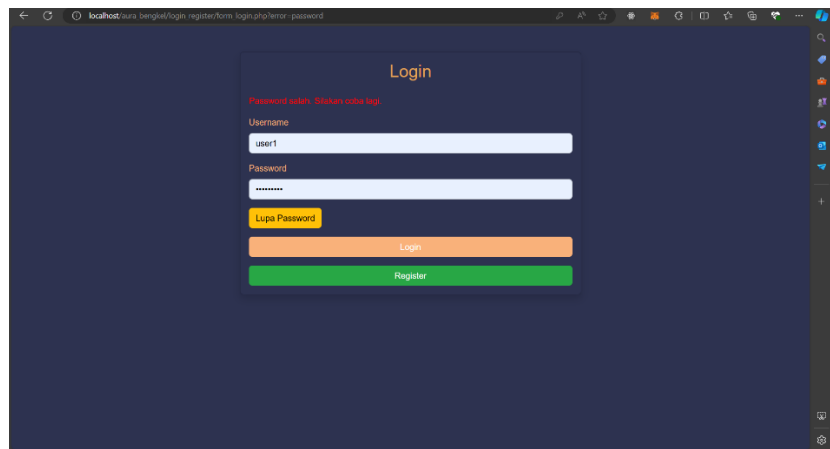 localhost/aura_bengkel/login_register/form_login.php?error=password
Login
Password salah. Silakan coba lagi.
Username
user1
Password
•••••••••
Lupa Password
Login
Register